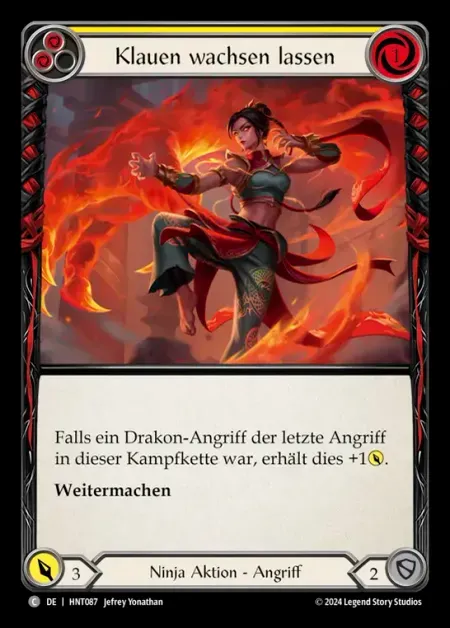 Klauen wachsen lassen
1
Falls ein Drakon-Angriff der letzte Angriff
in dieser Kampfkette war, erhält dies +1.
Weitermachen
3
Ninja Aktion - Angriff
2
C DE | HNT087 Jefrey Yonathan
© 2024 Legend Story Studios